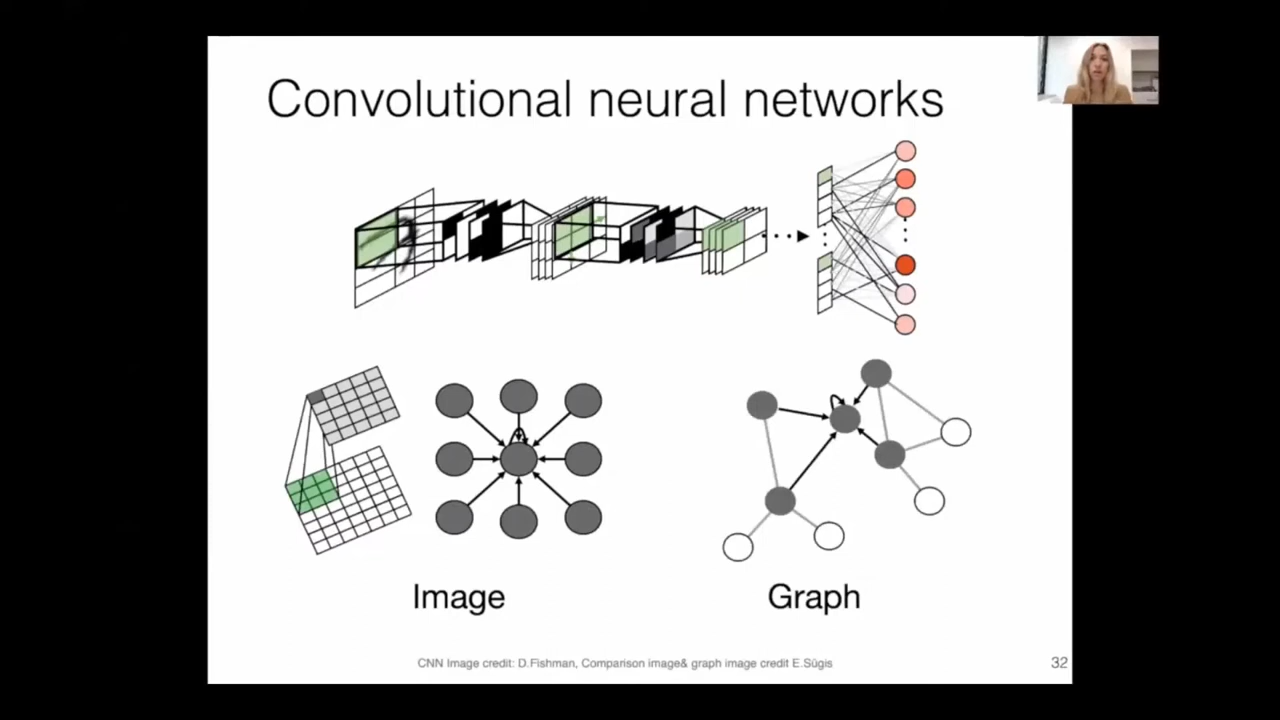 Convolutional neural networks
Image
Graph
CNN Image credit: D.Fishman, Comparison image& graph image credit E.Sügis
32